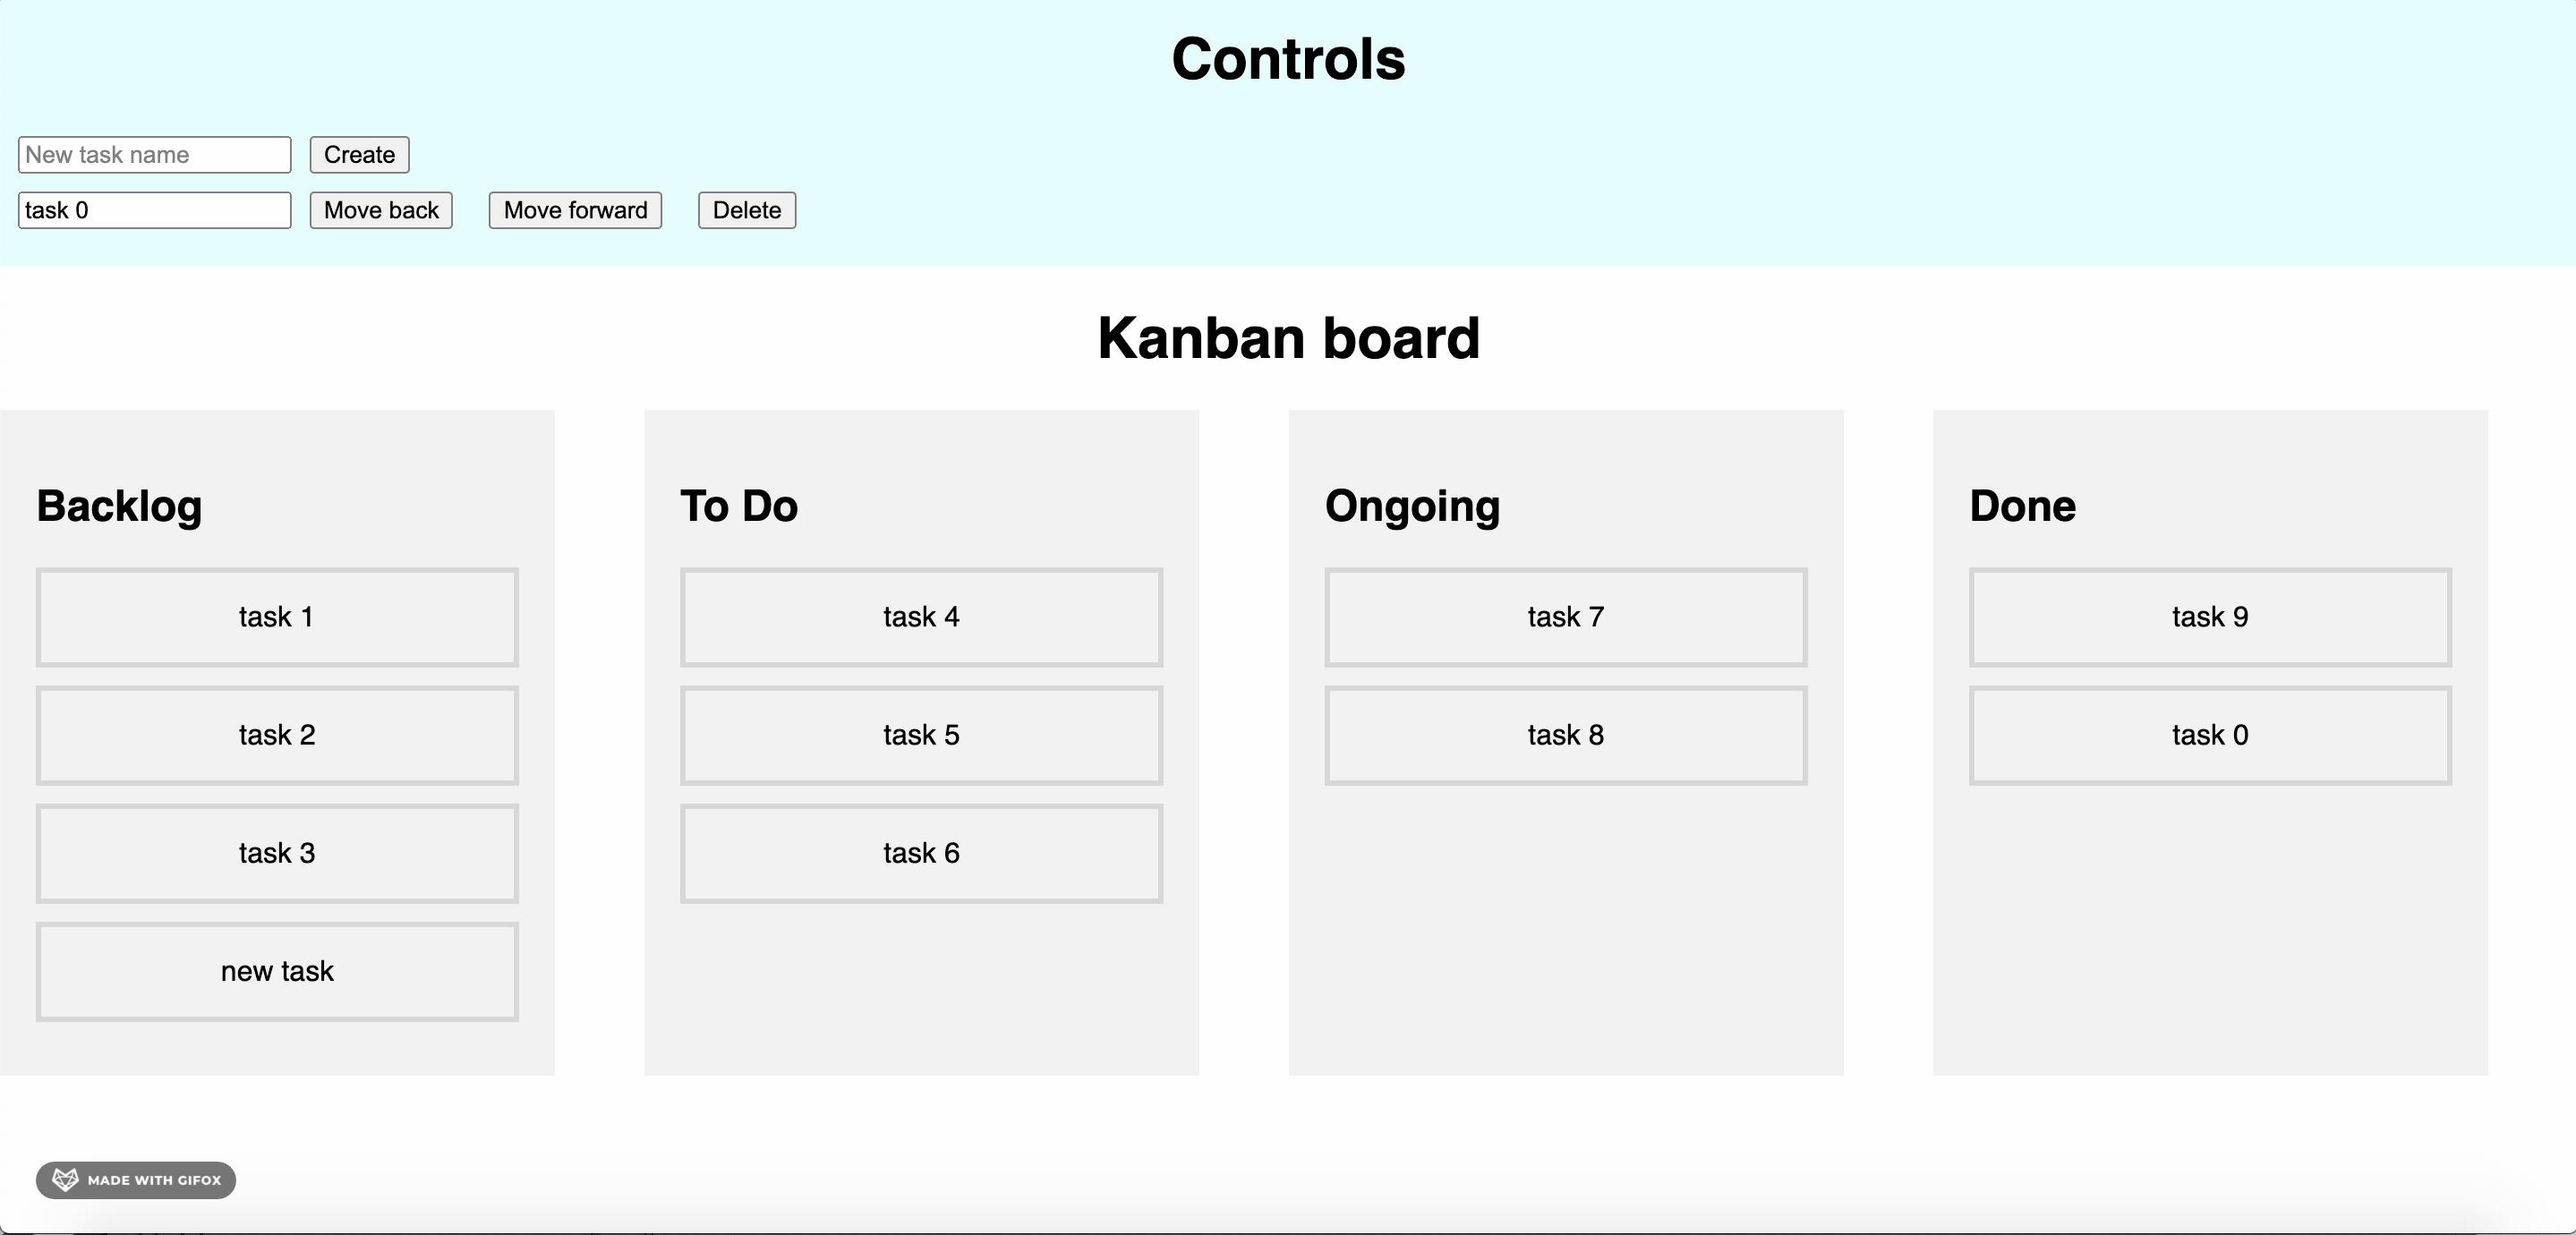 Controls
New task name
Create
task 0
Move back
Move forward
Delete
Kanban board
Backlog
task 1
task 2
task 3
new task
To Do
task 4
task 5
task 6
Ongoing
task 7
task 8
Done
task 9
task 0
MADE WITH GIFOX